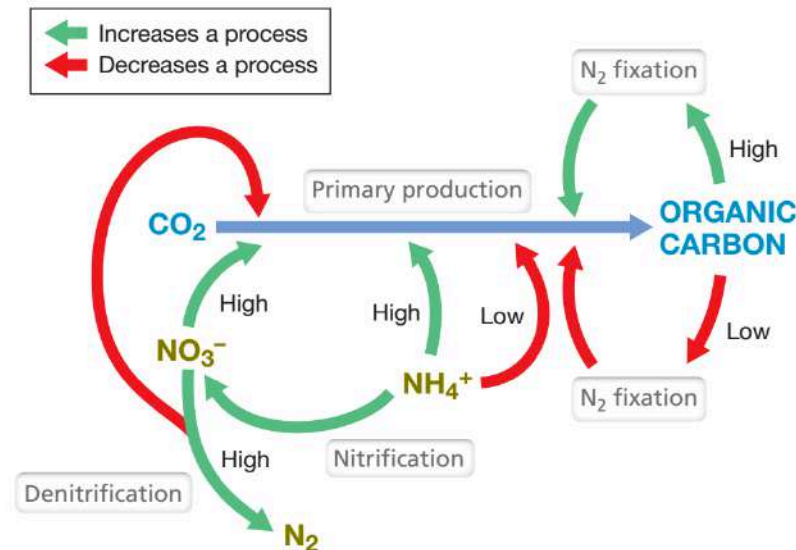 Increases a process
Decreases a process
N₂ fixation
High
Primary production
CO₂
ORGANIC
CARBON
High
High
Low
Low
NO₃⁻
NH₄⁺
N₂ fixation
High
Nitrification
Denitrification
N₂